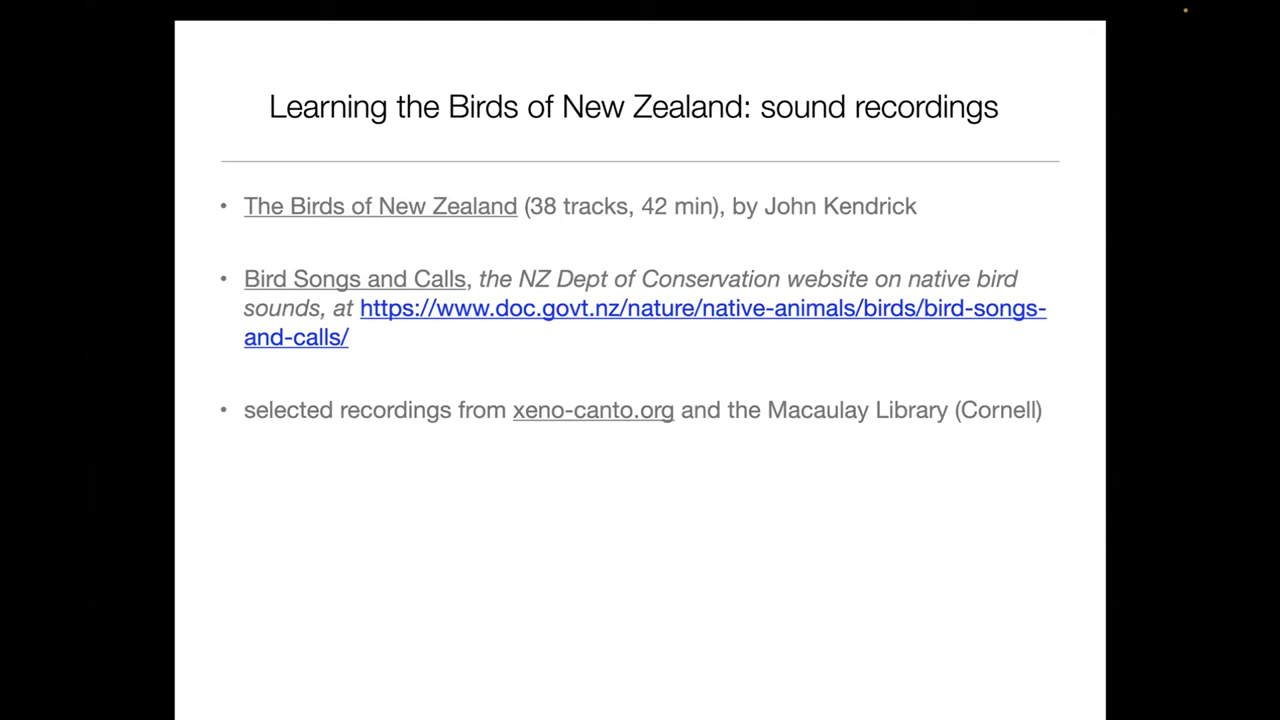 Learning the Birds of New Zealand: sound recordings
• The Birds of New Zealand (38 tracks, 42 min), by John Kendrick
• Bird Songs and Calls, the NZ Dept of Conservation website on native bird
sounds, at https://www.doc.govt.nz/nature/native-animals/birds/bird-songs-
and-calls/
• selected recordings from xeno-canto.org and the Macaulay Library (Cornell)